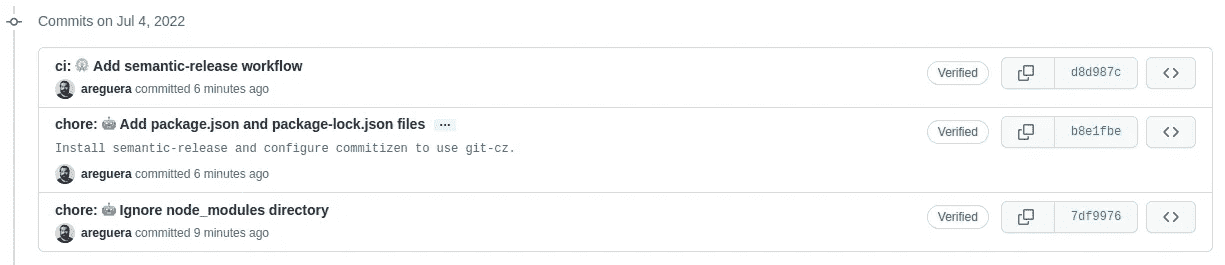 Commits on Jul 4, 2022
ci: 🎡 Add semantic-release workflow
areguera committed 6 minutes ago
Verified
d8d987c
chore: 🤖 Add package.json and package-lock.json files ...
Install semantic-release and configure commitizen to use git-cz.
areguera committed 6 minutes ago
Verified
b8e1fbe
chore: 🤖 Ignore node_modules directory
areguera committed 9 minutes ago
Verified
7df9976